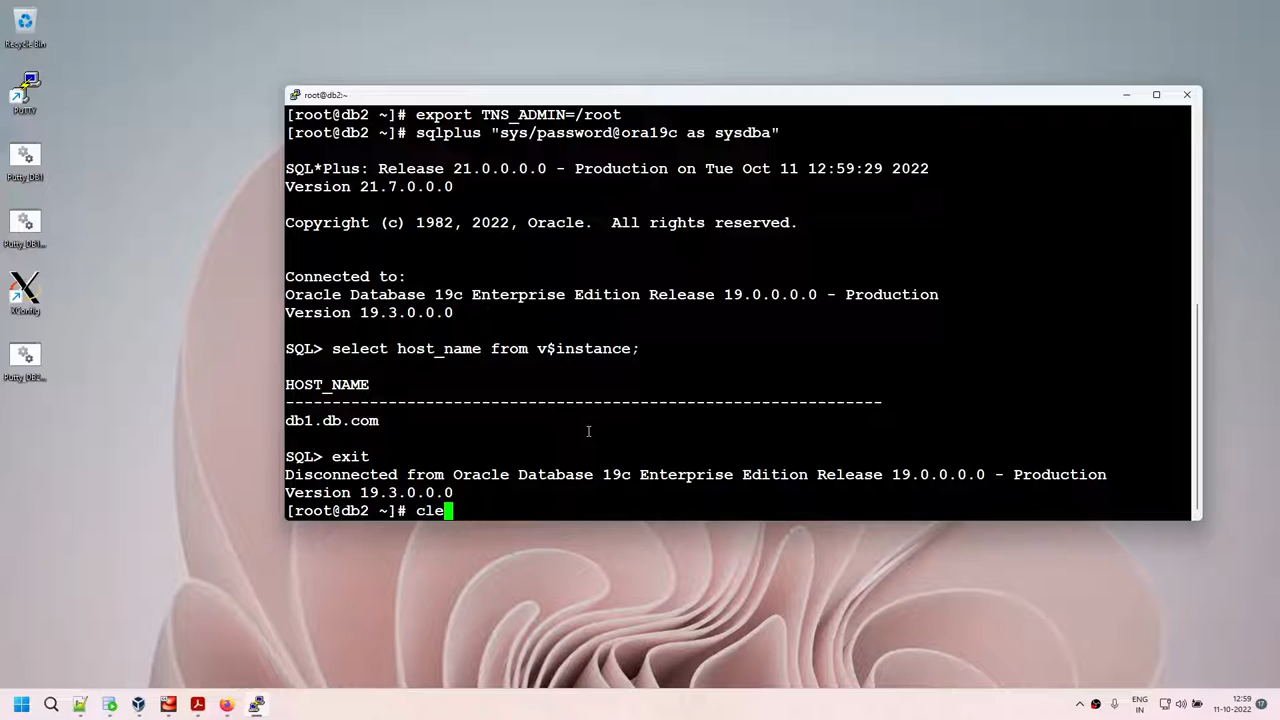 Recycle Bin
PuTTY
Putty DB1
Putty DB1...
XConfig
Putty DB2...
root@db2:~
[root@db2 ~]# export TNS_ADMIN=/root
[root@db2 ~]# sqlplus "sys/password@ora19c as sysdba"
SQL*Plus: Release 21.0.0.0.0 - Production on Tue Oct 11 12:59:29 2022
Version 21.7.0.0.0
Copyright (c) 1982, 2022, Oracle.  All rights reserved.
Connected to:
Oracle Database 19c Enterprise Edition Release 19.0.0.0.0 - Production
Version 19.3.0.0.0
SQL> select host_name from v$instance;
HOST_NAME
----------------------------------------------------------------
db1.db.com
SQL> exit
Disconnected from Oracle Database 19c Enterprise Edition Release 19.0.0.0.0 - Production
Version 19.3.0.0.0
[root@db2 ~]# cle
ENG
IN
12:59
11-10-2022
17